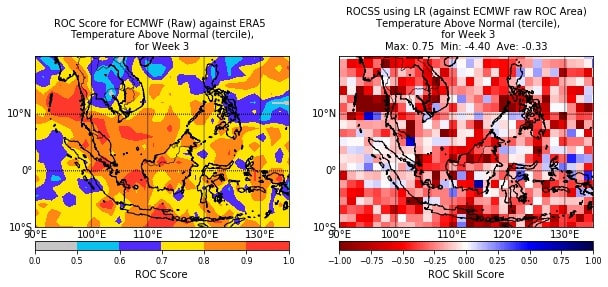 ROC Score for ECMWF (Raw) against ERA5
Temperature Above Normal (tercile),
for Week 3
10°N
0°
10°S
90°E 100°E 110°E 120°E 130°E
0.0 0.5 0.6 0.7 0.8 0.9 1.0
ROC Score
ROCSS using LR (against ECMWF raw ROC Area)
Temperature Above Normal (tercile),
for Week 3
Max: 0.75 Min: -4.40 Ave: -0.33
10°N
0°
10°S
90°E 100°E 110°E 120°E 130°E
−1.00 −0.75 −0.50 −0.25 0.00 0.25 0.50 0.75 1.00
ROC Skill Score